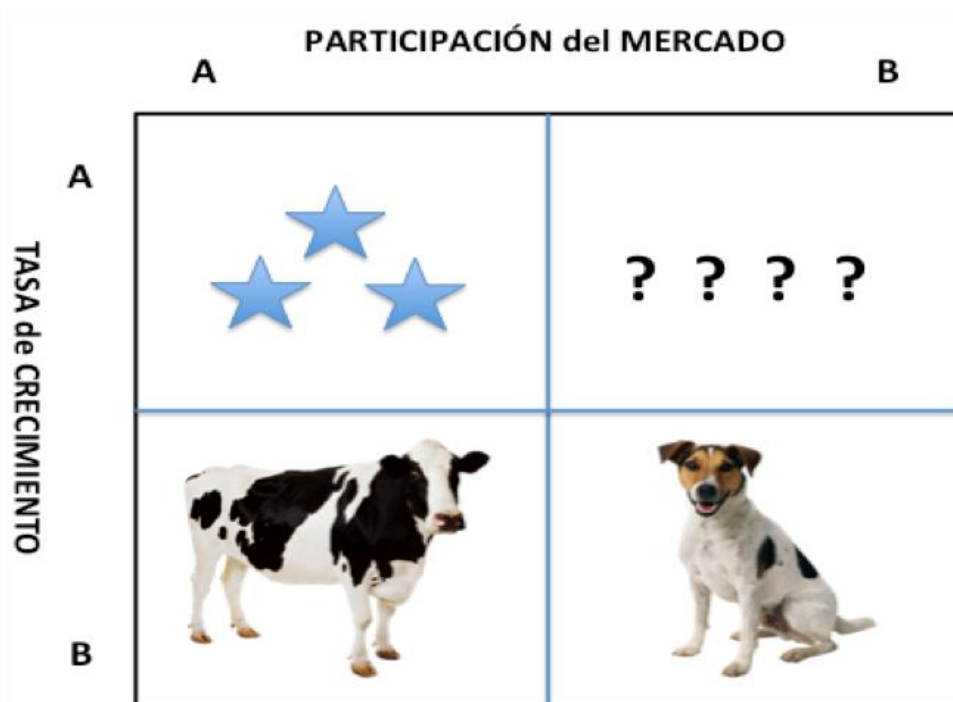 PARTICIPACIÓN del MERCADO
A B
A
? ? ? ?
TASA de CRECIMIENTO
B